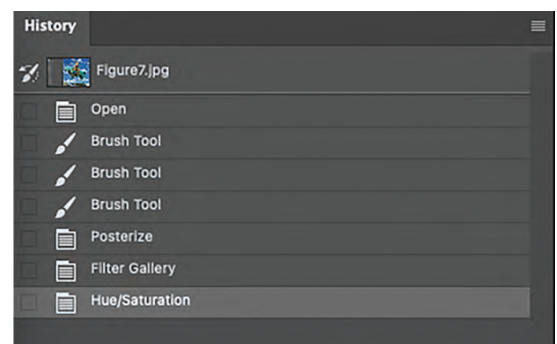 History
Figure7.jpg
Open
Brush Tool
Brush Tool
Brush Tool
Posterize
Filter Gallery
Hue/Saturation